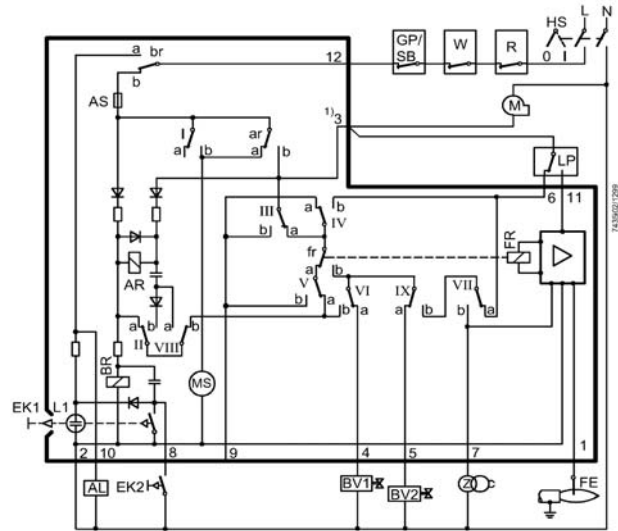 L N
HS
GP/ SB W R 0 I
a br 12
b
AS M
1) 3
I ar
a b a b LP
6 11
a b
III IV
b a FR
fr
a b
V VI IX VII
AR b a b a b b a
a b a b
II VIII
BR MS
EK1 L1
2 10 8 9 4 5 7 1
AL EK2 BV1 BV2 Z C FE
7435r02/1299